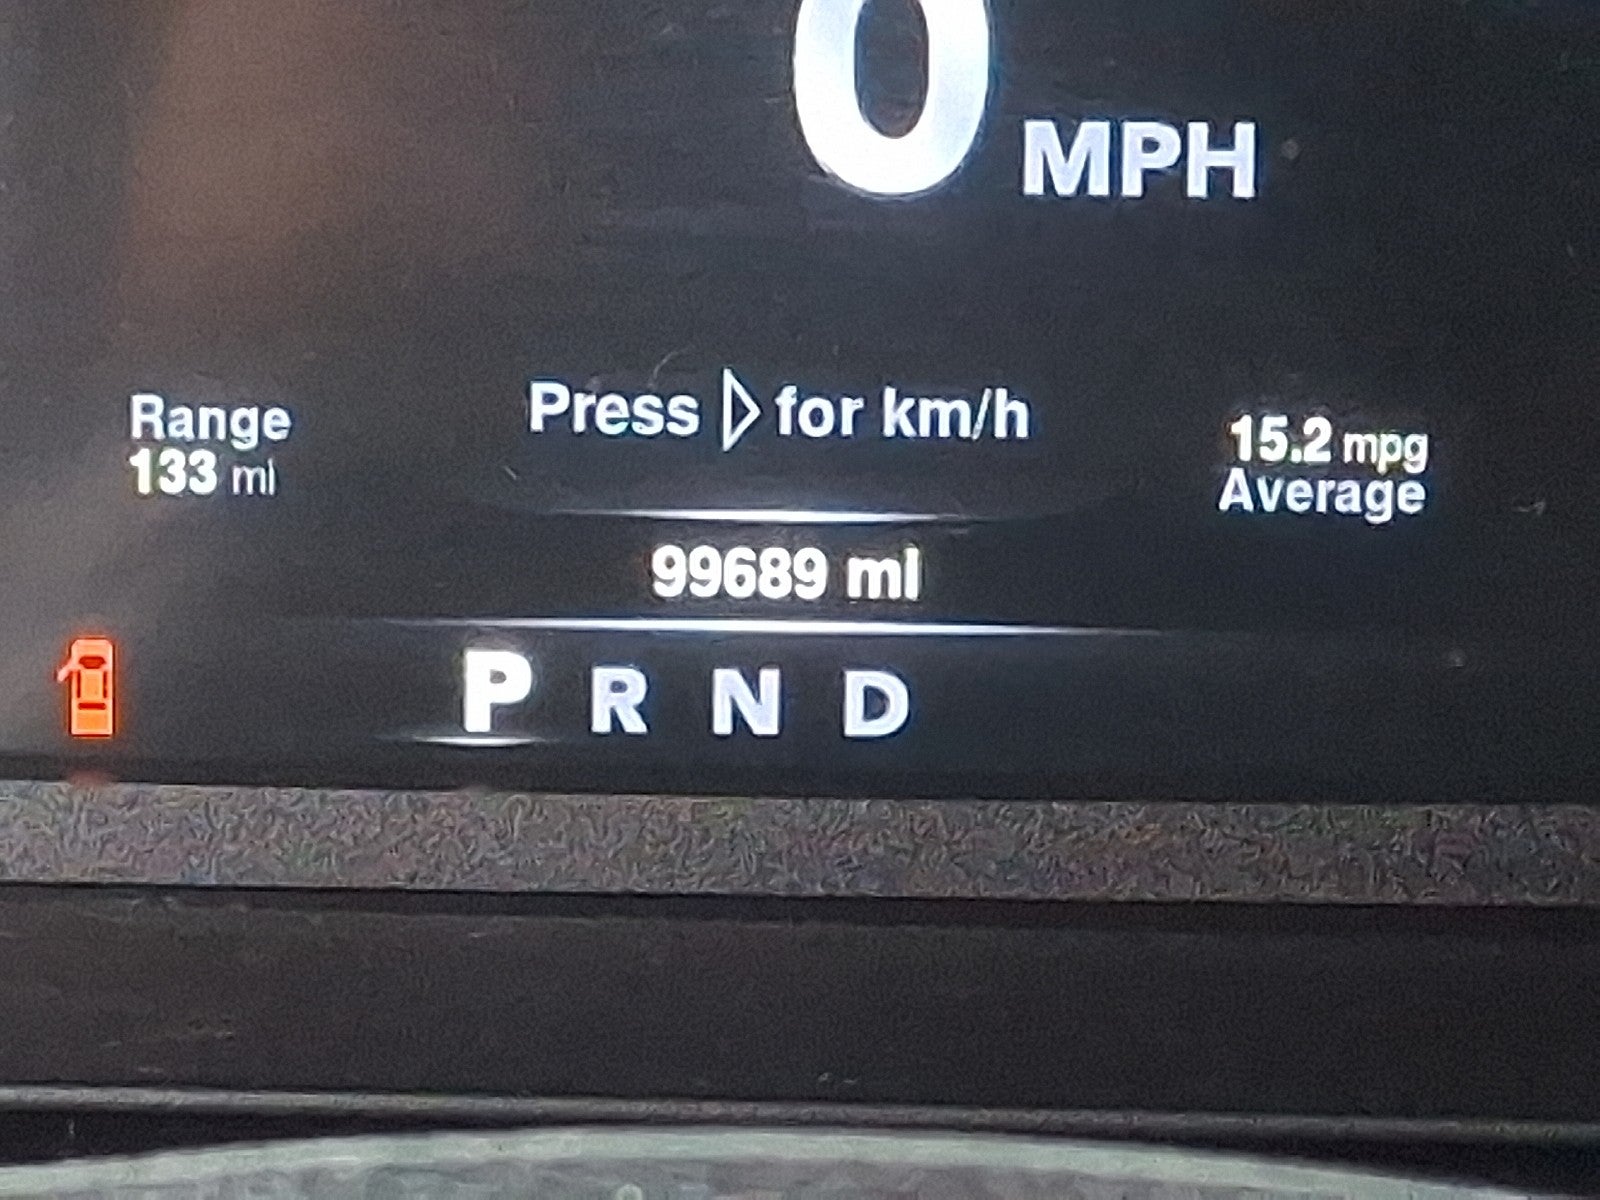 0 MPH
Range
133 mi
Press ▷ for km/h
15.2 mpg
Average
99689 mi
P R N D